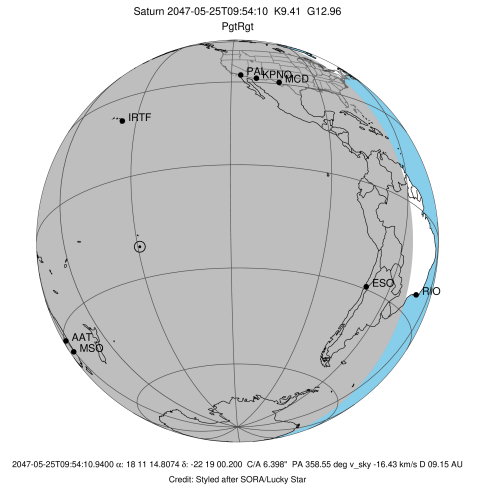 Saturn 2047-05-25T09:54:10 K9.41 G12.96
PgtRgt
PAL
KPNO
MCD
IRTF
ESO
RIO
AAT
MSO
2047-05-25T09:54:10.9400 α: 18 11 14.8074 δ: -22 19 00.200 C/A 6.398" PA 358.55 deg v_sky -16.43 km/s D 09.15 AU
Credit: Styled after SORA/Lucky Star